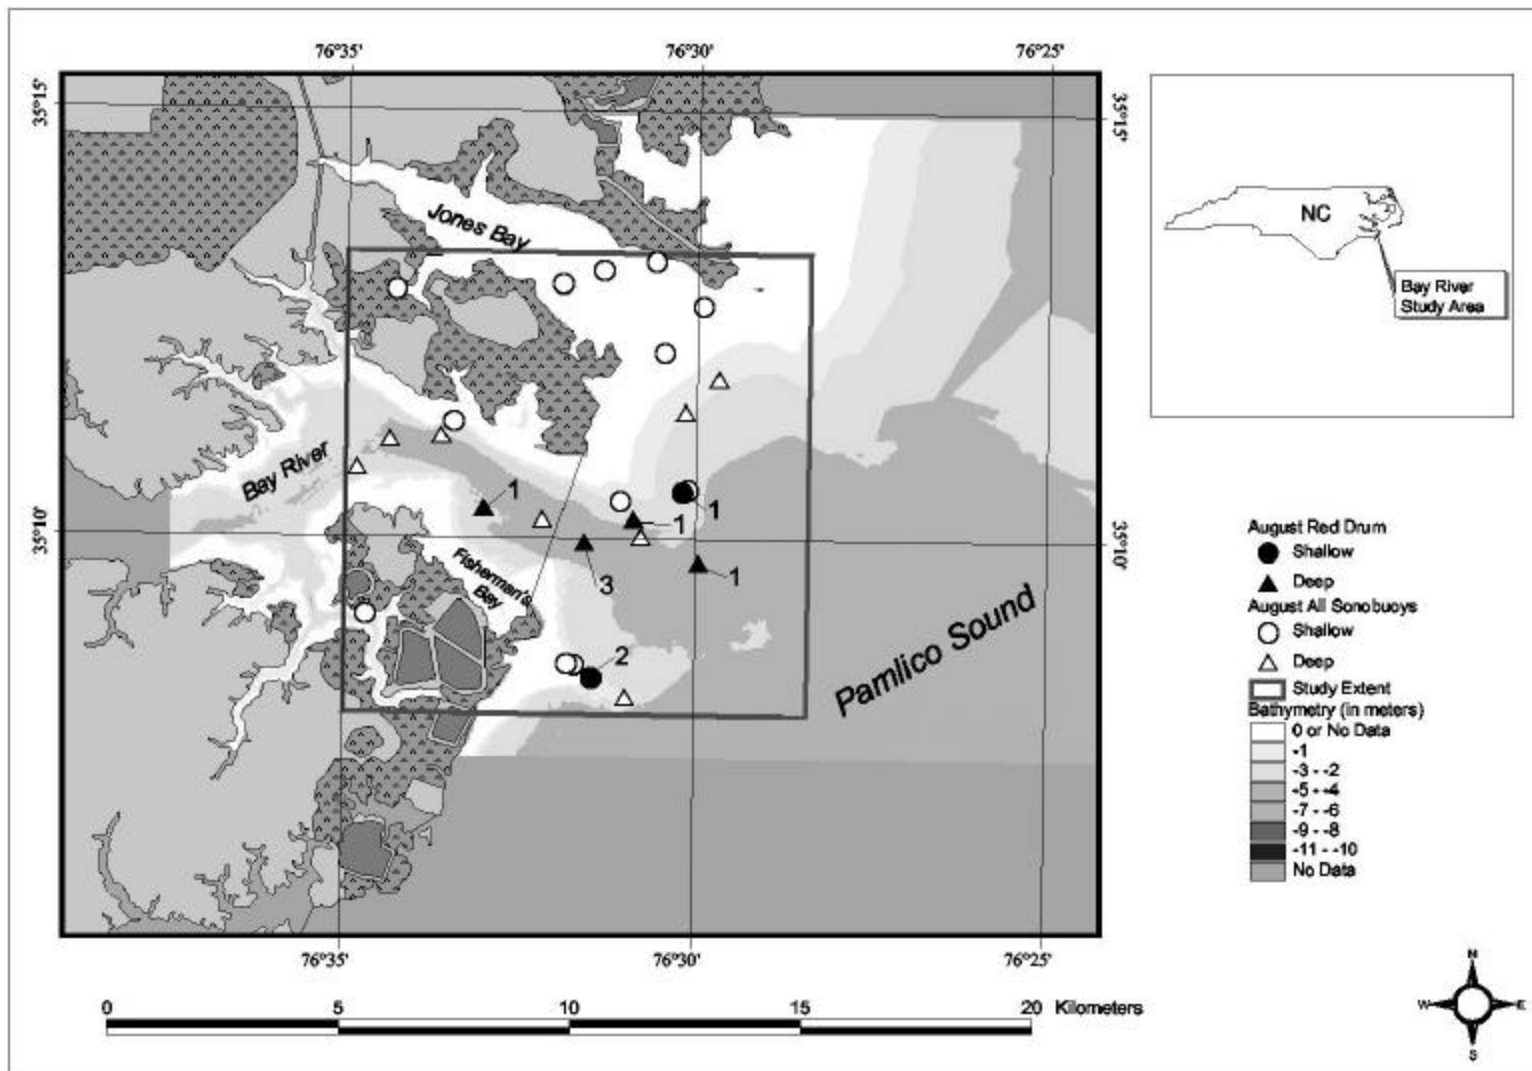 76°35'
76°30'
76°25'
35°15'
35°15'
Jones Bay
NC
Bay River
Study Area
Bay River
1
1
1
35°10'
35°10'
3
1
Fisherman's
Bay
2
Pamlico Sound
August Red Drum
Shallow
Deep
August All Sonobuoys
Shallow
Deep
Study Extent
Bathymetry (in meters)
0 or No Data
-1
-3 - -2
-5 - -4
-7 - -6
-9 - -8
-11 - -10
No Data
76°35'
76°30'
76°25'
0 5 10 15 20 Kilometers
N
W E
S